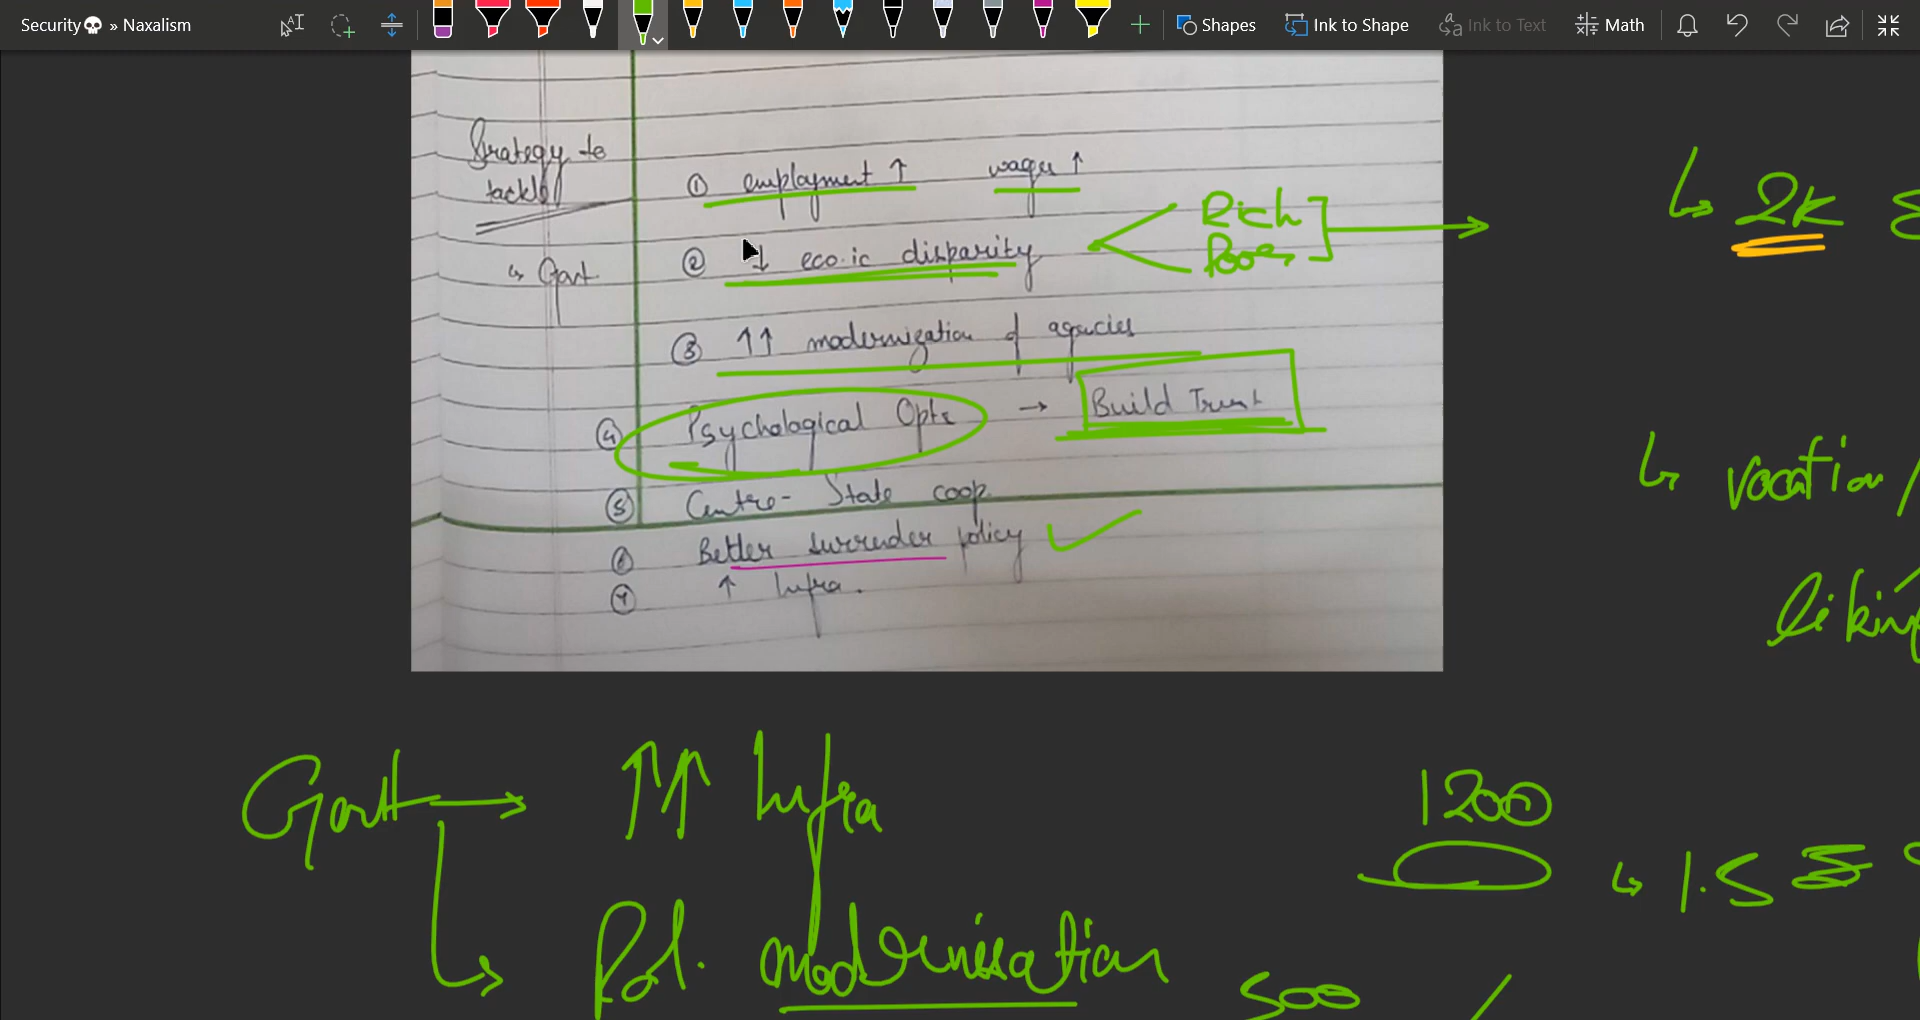 Security💀 » Naxalism
Shapes Ink to Shape Ink to Text Math
Strategy to
tackle
↳ Govt
① employment ↑ wages ↑
② ↓ eco.ic disparity
Rich
Poor
③ ↑↑ modernization of agencies
④ Psychological Opts → Build Trust
⑤ Centre-State coop.
⑥ Better surrender policy
⑦ ↑ Infra.
↳ 2k
↳ vocation/
liking
Govt → ↑↑ Infra
↳ Pol. modernisation
1200
↳ 1.5
500 /